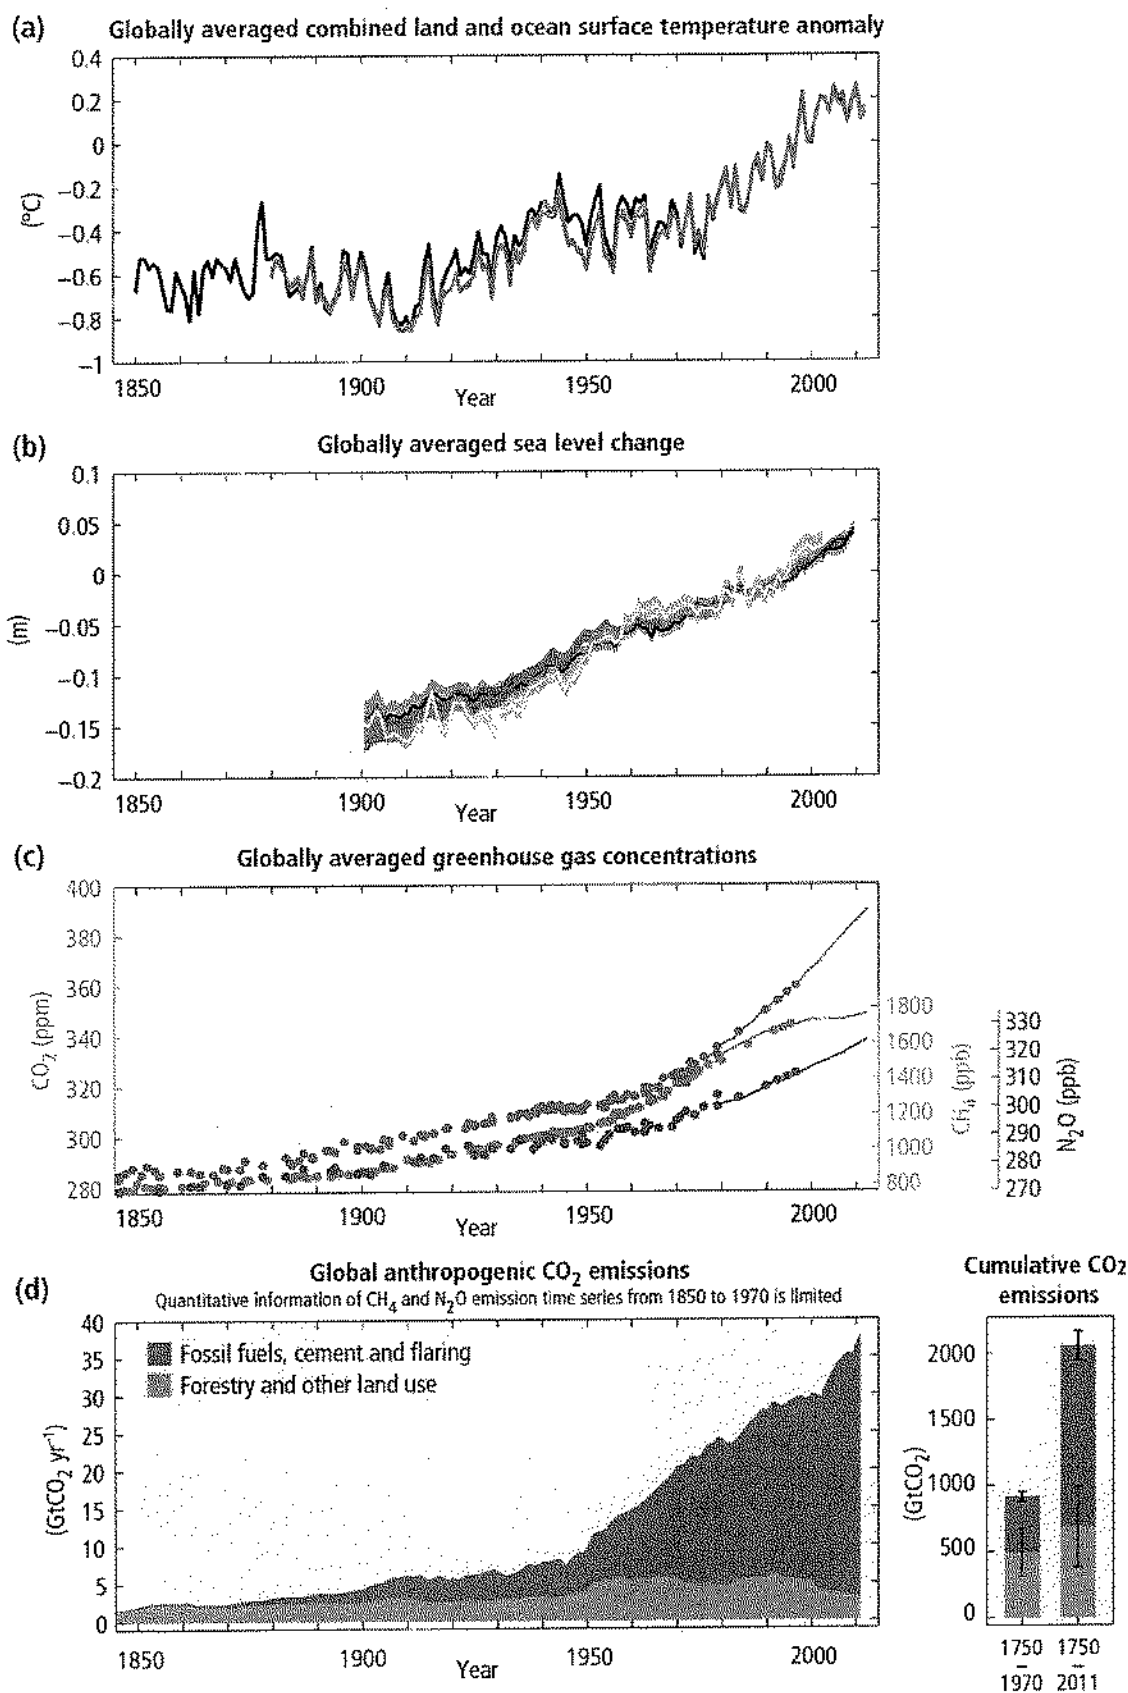 (a) Globally averaged combined land and ocean surface temperature anomaly
0.4
0.2
0
−0.2
−0.4
−0.6
−0.8
−1
(°C)
1850 1900 1950 2000
Year
(b) Globally averaged sea level change
0.1
0.05
0
−0.05
−0.1
−0.15
−0.2
(m)
1850 1900 1950 2000
Year
(c) Globally averaged greenhouse gas concentrations
400
380
360
340
320
300
280
CO₂ (ppm)
1800
1600
1400
1200
1000
800
CH₄ (ppb)
330
320
310
300
290
280
270
N₂O (ppb)
1850 1900 1950 2000
Year
(d) Global anthropogenic CO₂ emissions
Quantitative information of CH₄ and N₂O emission time series from 1850 to 1970 is limited
40
35
30
25
20
15
10
5
0
(GtCO₂ yr⁻¹)
Fossil fuels, cement and flaring
Forestry and other land use
1850 1900 1950 2000
Year
Cumulative CO₂
emissions
2000
1500
1000
500
0
(GtCO₂)
1750 1750
– –
1970 2011